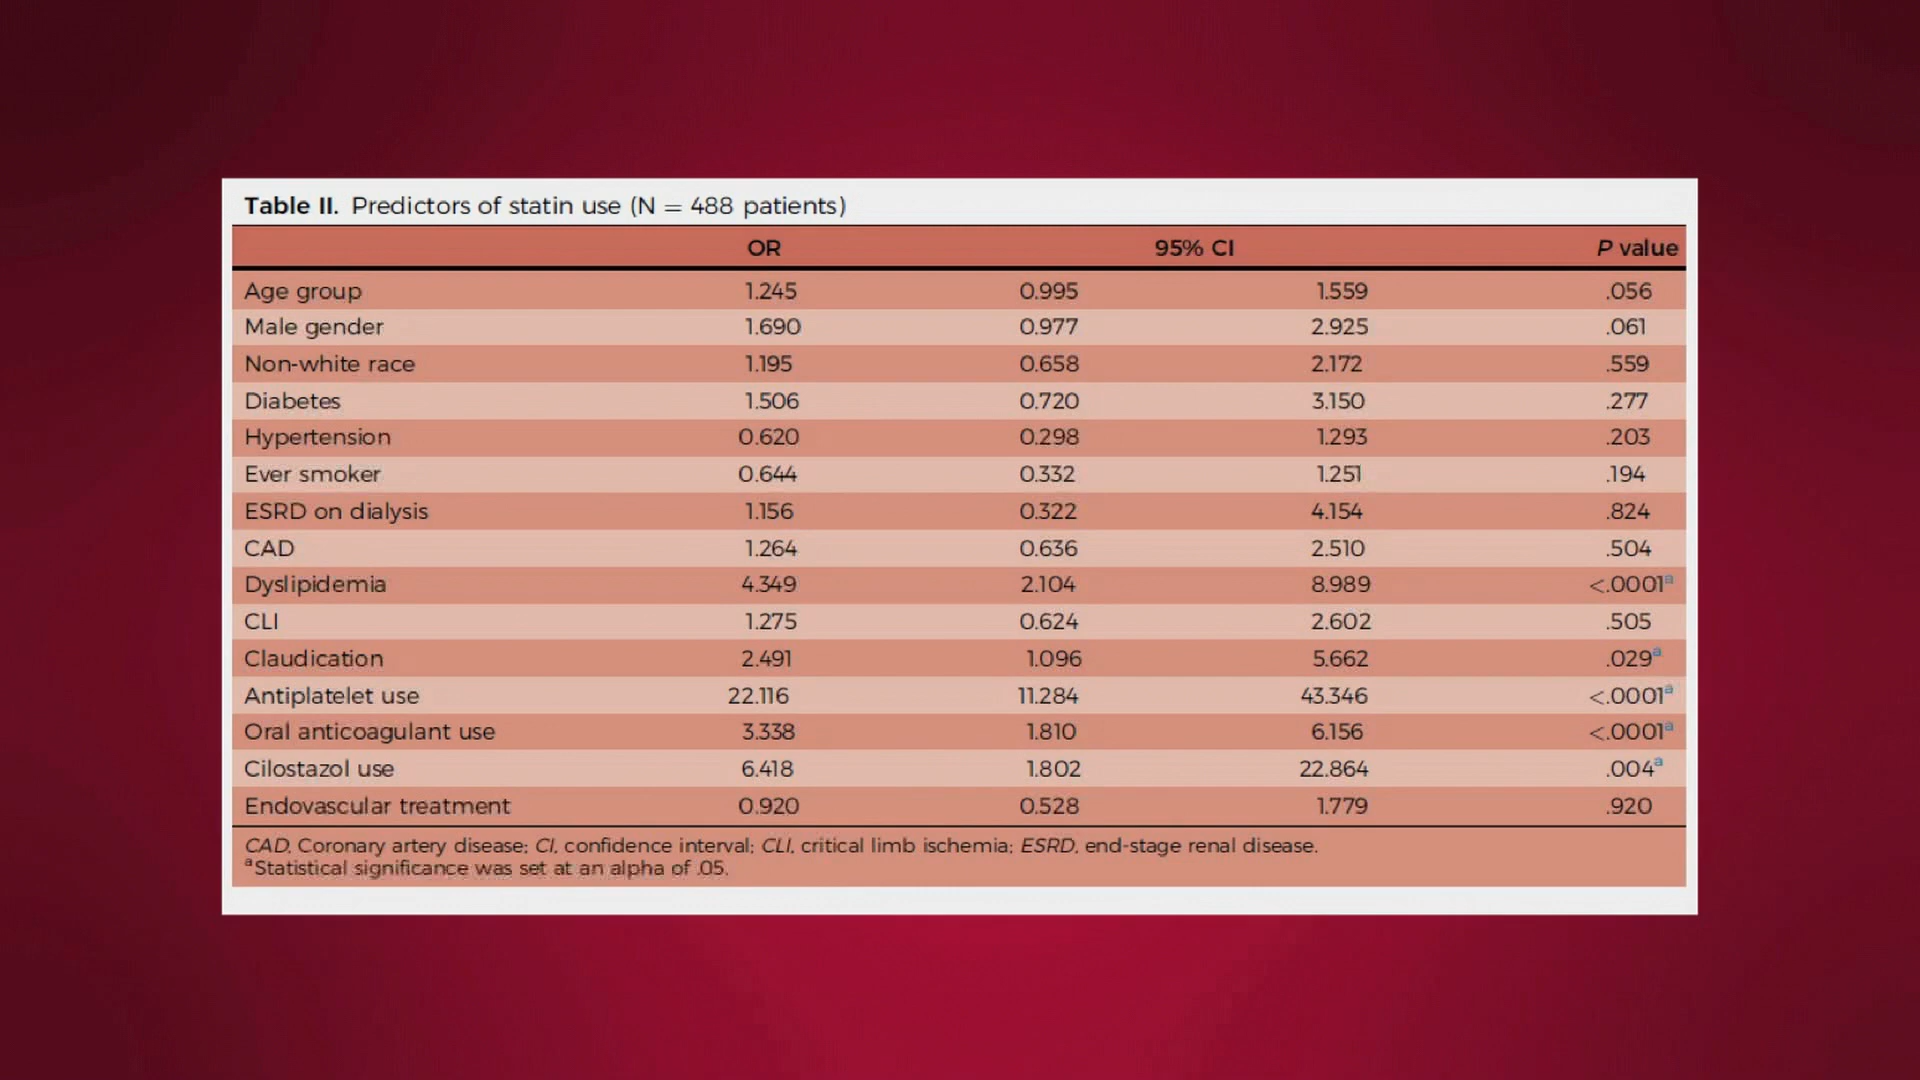 Table II. Predictors of statin use (N = 488 patients)
OR 95% CI P value
Age group 1.245 0.995 1.559 .056
Male gender 1.690 0.977 2.925 .061
Non-white race 1.195 0.658 2.172 .559
Diabetes 1.506 0.720 3.150 .277
Hypertension 0.620 0.298 1.293 .203
Ever smoker 0.644 0.332 1.251 .194
ESRD on dialysis 1.156 0.322 4.154 .824
CAD 1.264 0.636 2.510 .504
Dyslipidemia 4.349 2.104 8.989 <.0001a
CLI 1.275 0.624 2.602 .505
Claudication 2.491 1.096 5.662 .029a
Antiplatelet use 22.116 11.284 43.346 <.0001a
Oral anticoagulant use 3.338 1.810 6.156 <.0001a
Cilostazol use 6.418 1.802 22.864 .004a
Endovascular treatment 0.920 0.528 1.779 .920
CAD, Coronary artery disease; CI, confidence interval; CLI, critical limb ischemia; ESRD, end-stage renal disease.
aStatistical significance was set at an alpha of .05.